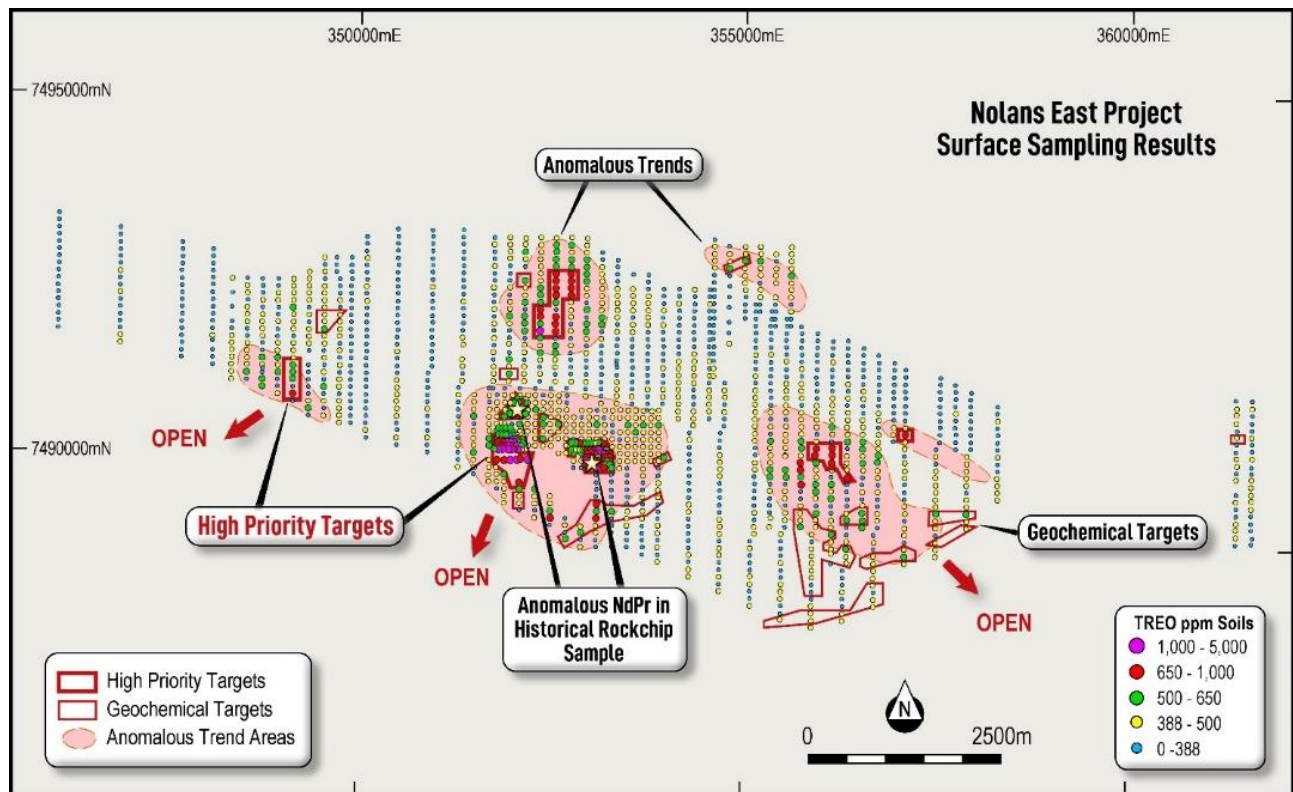 350000mE
355000mE
360000mE
7495000mN
Nolans East Project
Surface Sampling Results
Anomalous Trends
OPEN
7490000mN
High Priority Targets
OPEN
Geochemical Targets
Anomalous NdPr in
Historical Rockchip
Sample
OPEN
High Priority Targets
Geochemical Targets
Anomalous Trend Areas
N
0 2500m
TREO ppm Soils
1,000 - 5,000
650 - 1,000
500 - 650
388 - 500
0 -388